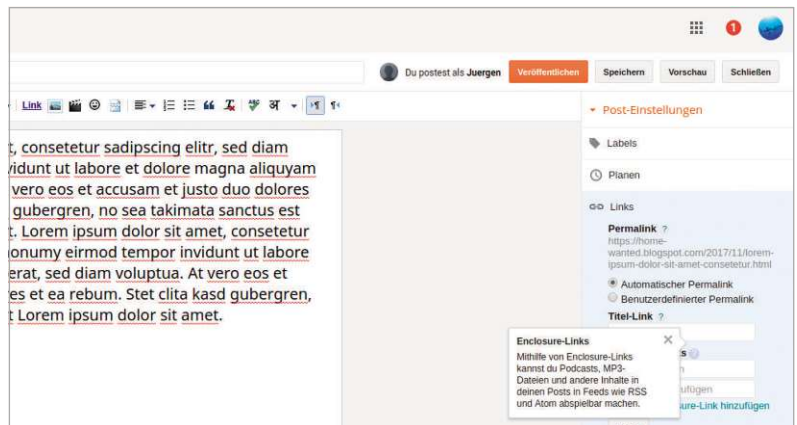 1
Du postest als Juergen Veröffentlichen Speichern Vorschau Schließen
Link ABC अ
Post-Einstellungen
t, consetetur sadipscing elitr, sed diam
vidunt ut labore et dolore magna aliquyam
vero eos et accusam et justo duo dolores
gubergren, no sea takimata sanctus est
t. Lorem ipsum dolor sit amet, consetetur
nonumy eirmod tempor invidunt ut labore
erat, sed diam voluptua. At vero eos et
es et ea rebum. Stet clita kasd gubergren,
t Lorem ipsum dolor sit amet.
Labels
Planen
Links
Permalink ?
https://home-
wanted.blogspot.com/2017/11/lorem-
ipsum-dolor-sit-amet-consetetur.html
Automatischer Permalink
Benutzerdefinierter Permalink
Titel-Link ?
Enclosure-Links
Mithilfe von Enclosure-Links
kannst du Podcasts, MP3-
Dateien und andere Inhalte in
deinen Posts in Feeds wie RSS
und Atom abspielbar machen.
s ?
n
ufügen
ure-Link hinzufügen